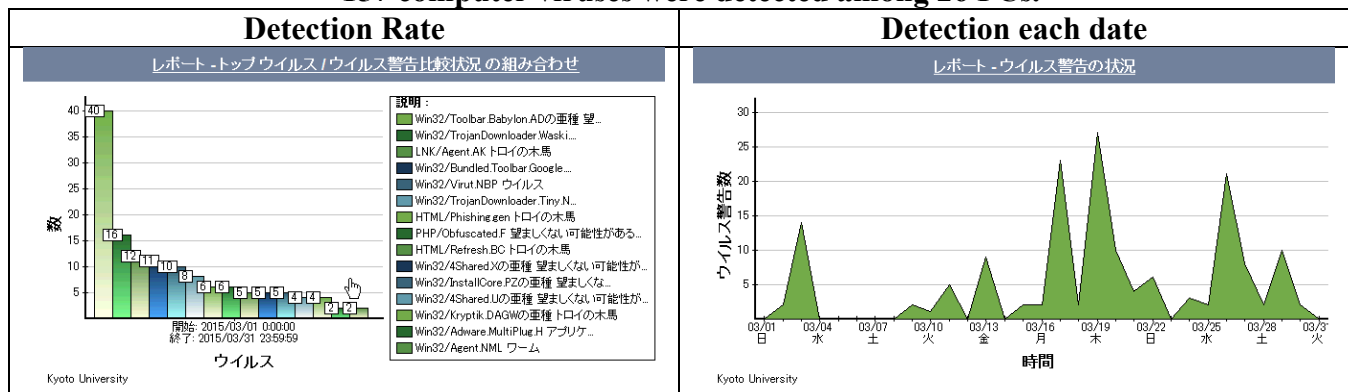 137 computer viruses were detected among 20 PCs.
Detection Rate
Detection each date
レポート - トップ ウイルス / ウイルス警告比較状況 の組み合わせ
40
35
30
25
20
15
10
5
数
40
16
12
11
10
8
6
6
5
5
5
4
4
2
2
開始: 2015/03/01 0:00:00
終了: 2015/03/31 23:59:59
ウイルス
説明 :
Win32/Toolbar.Babylon.ADの亜種 望...
Win32/TrojanDownloader.Waski....
LNK/Agent.AK トロイの木馬
Win32/Bundled.Toolbar.Google....
Win32/Virut.NBP ウイルス
Win32/TrojanDownloader.Tiny.N...
HTML/Phishing.gen トロイの木馬
PHP/Obfuscated.F 望ましくない可能性がある...
HTML/Refresh.BC トロイの木馬
Win32/4Shared.Xの亜種 望ましくない可能性が...
Win32/InstallCore.PZの亜種 望ましくな...
Win32/4Shared.Uの亜種 望ましくない可能性が...
Win32/Kryptik.DAGWの亜種 トロイの木馬
Win32/Adware.MultiPlug.H アプリケ...
Win32/Agent.NML ワーム
Kyoto University
レポート - ウイルス警告の状況
30
25
20
15
10
5
ウイルス警告数
03/01 03/04 03/07 03/10 03/13 03/16 03/19 03/22 03/25 03/28 03/3
日 水 土 火 金 月 木 日 水 土 火
時間
Kyoto University